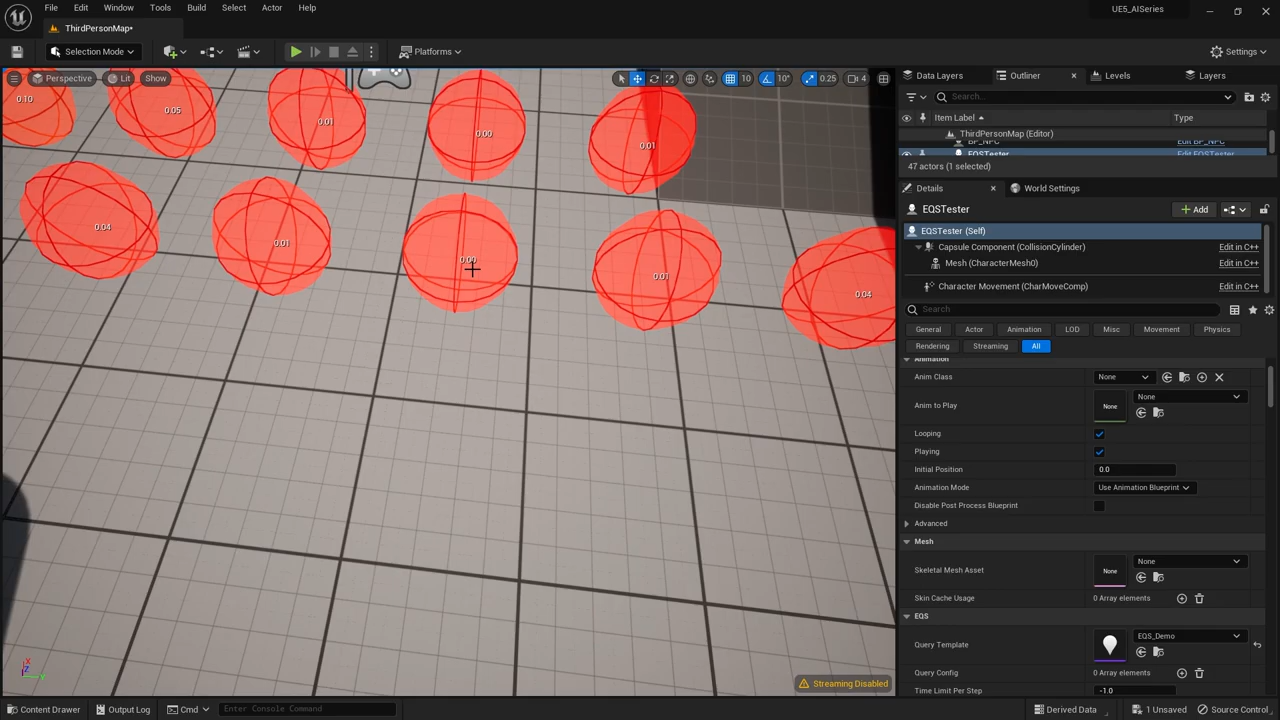 File Edit Window Tools Build Select Actor Help
UE5_AISeries
ThirdPersonMap*
Selection Mode
Platforms
Settings
Perspective Lit Show
10 10° 0.25 4
Data Layers Outliner Levels Layers
Search...
Item Label Type
ThirdPersonMap (Editor)
BP_NPC Edit BP_NPC
EQSTester Edit EQSTester
47 actors (1 selected)
Details World Settings
EQSTester
Add
EQSTester (Self)
Capsule Component (CollisionCylinder) Edit in C++
Mesh (CharacterMesh0) Edit in C++
Character Movement (CharMoveComp) Edit in C++
Search
General Actor Animation LOD Misc Movement Physics
Rendering Streaming All
Animation
Anim Class None
Anim to Play None None
Looping
Playing
Initial Position 0.0
Animation Mode Use Animation Blueprint
Disable Post Process Blueprint
Advanced
Mesh
Skeletal Mesh Asset None None
Skin Cache Usage 0 Array elements
EQS
Query Template EQS_Demo
Query Config 0 Array elements
Time Limit Per Step -1.0
0.10 0.05 0.01 0.00 0.01
0.04 0.01 0.00 0.01 0.04
Streaming Disabled
Content Drawer Output Log Cmd Enter Console Command
Derived Data 1 Unsaved Source Control